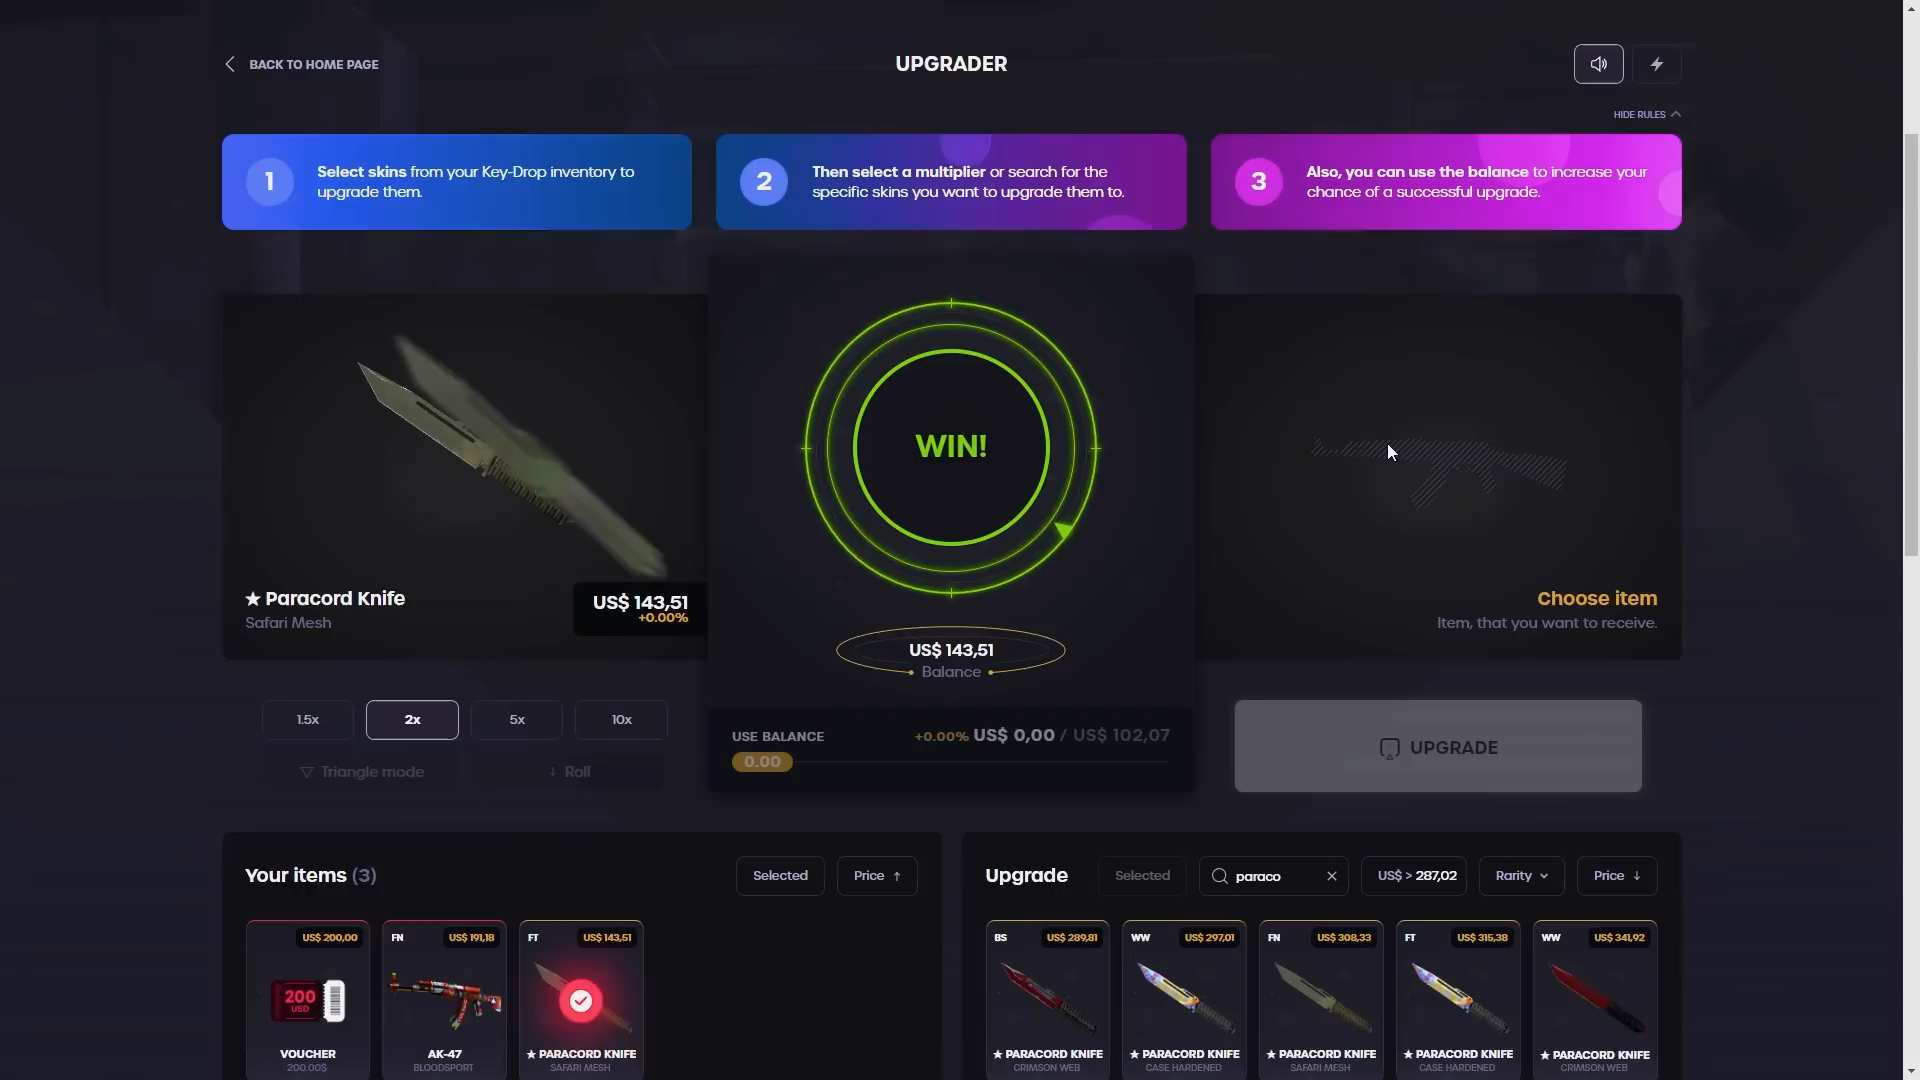 BACK TO HOME PAGE
UPGRADER
HIDE RULES
1
Select skins from your Key-Drop inventory to
upgrade them.
2
Then select a multiplier or search for the
specific skins you want to upgrade them to.
3
Also, you can use the balance to increase your
chance of a successful upgrade.
WIN!
★ Paracord Knife
Safari Mesh
US$ 143,51
+0.00%
Choose item
Item, that you want to receive.
US$ 143,51
Balance
1.5x
2x
5x
10x
Triangle mode
Roll
USE BALANCE
+0.00% US$ 0,00 / US$ 102,07
0.00
UPGRADE
Your items (3)
Selected
Price ↑
US$ 200,00
200
USD
VOUCHER
200.00$
FN
US$ 191,18
AK-47
BLOODSPORT
FT
US$ 143,51
★ PARACORD KNIFE
SAFARI MESH
Upgrade
Selected
paraco
US$ > 287,02
Rarity
Price ↓
BS
US$ 289,81
★ PARACORD KNIFE
CRIMSON WEB
WW
US$ 297,01
★ PARACORD KNIFE
CASE HARDENED
FN
US$ 308,33
★ PARACORD KNIFE
SAFARI MESH
FT
US$ 315,38
★ PARACORD KNIFE
CASE HARDENED
WW
US$ 341,92
★ PARACORD KNIFE
CRIMSON WEB